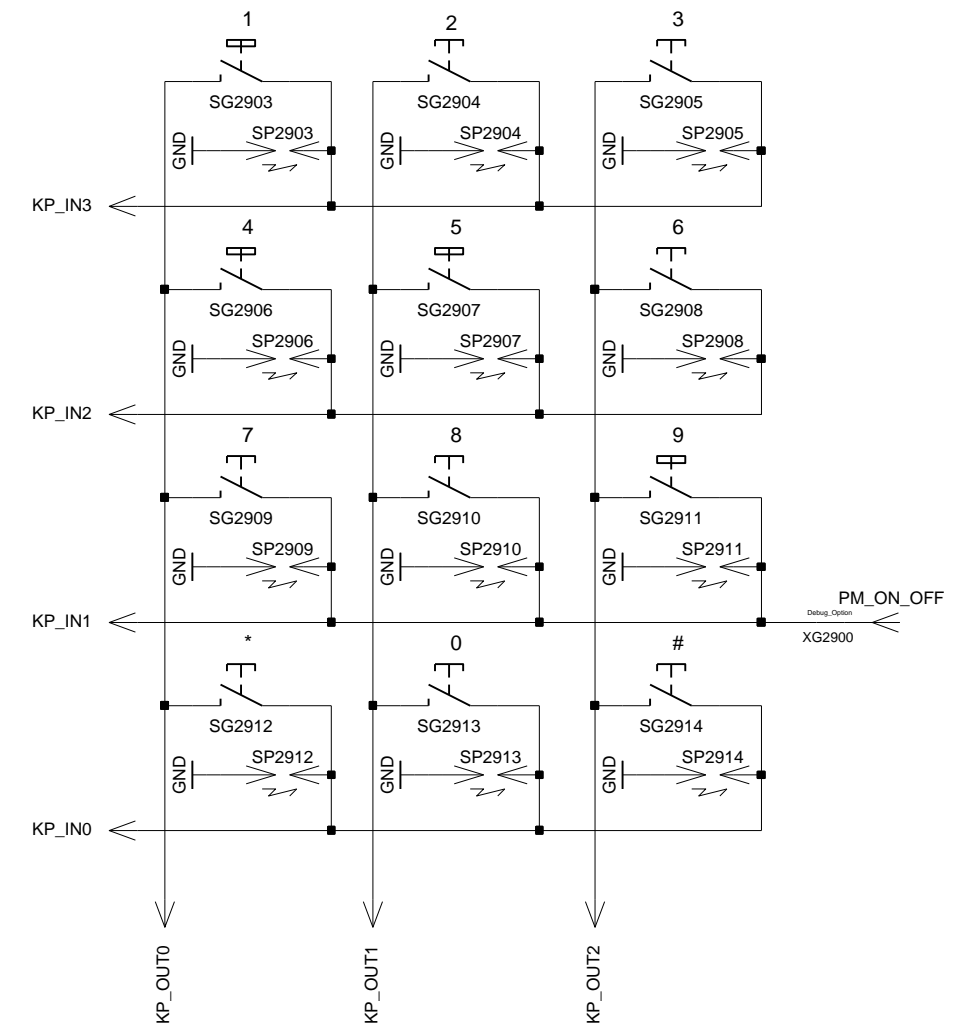 1 2 3
SG2903 SG2904 SG2905
GND SP2903 GND SP2904 GND SP2905
KP_IN3
4 5 6
SG2906 SG2907 SG2908
GND SP2906 GND SP2907 GND SP2908
KP_IN2
7 8 9
SG2909 SG2910 SG2911
GND SP2909 GND SP2910 GND SP2911
PM_ON_OFF
Debug_Option
KP_IN1
XG2900
* 0 #
SG2912 SG2913 SG2914
GND SP2912 GND SP2913 GND SP2914
KP_IN0
KP_OUT0 KP_OUT1 KP_OUT2